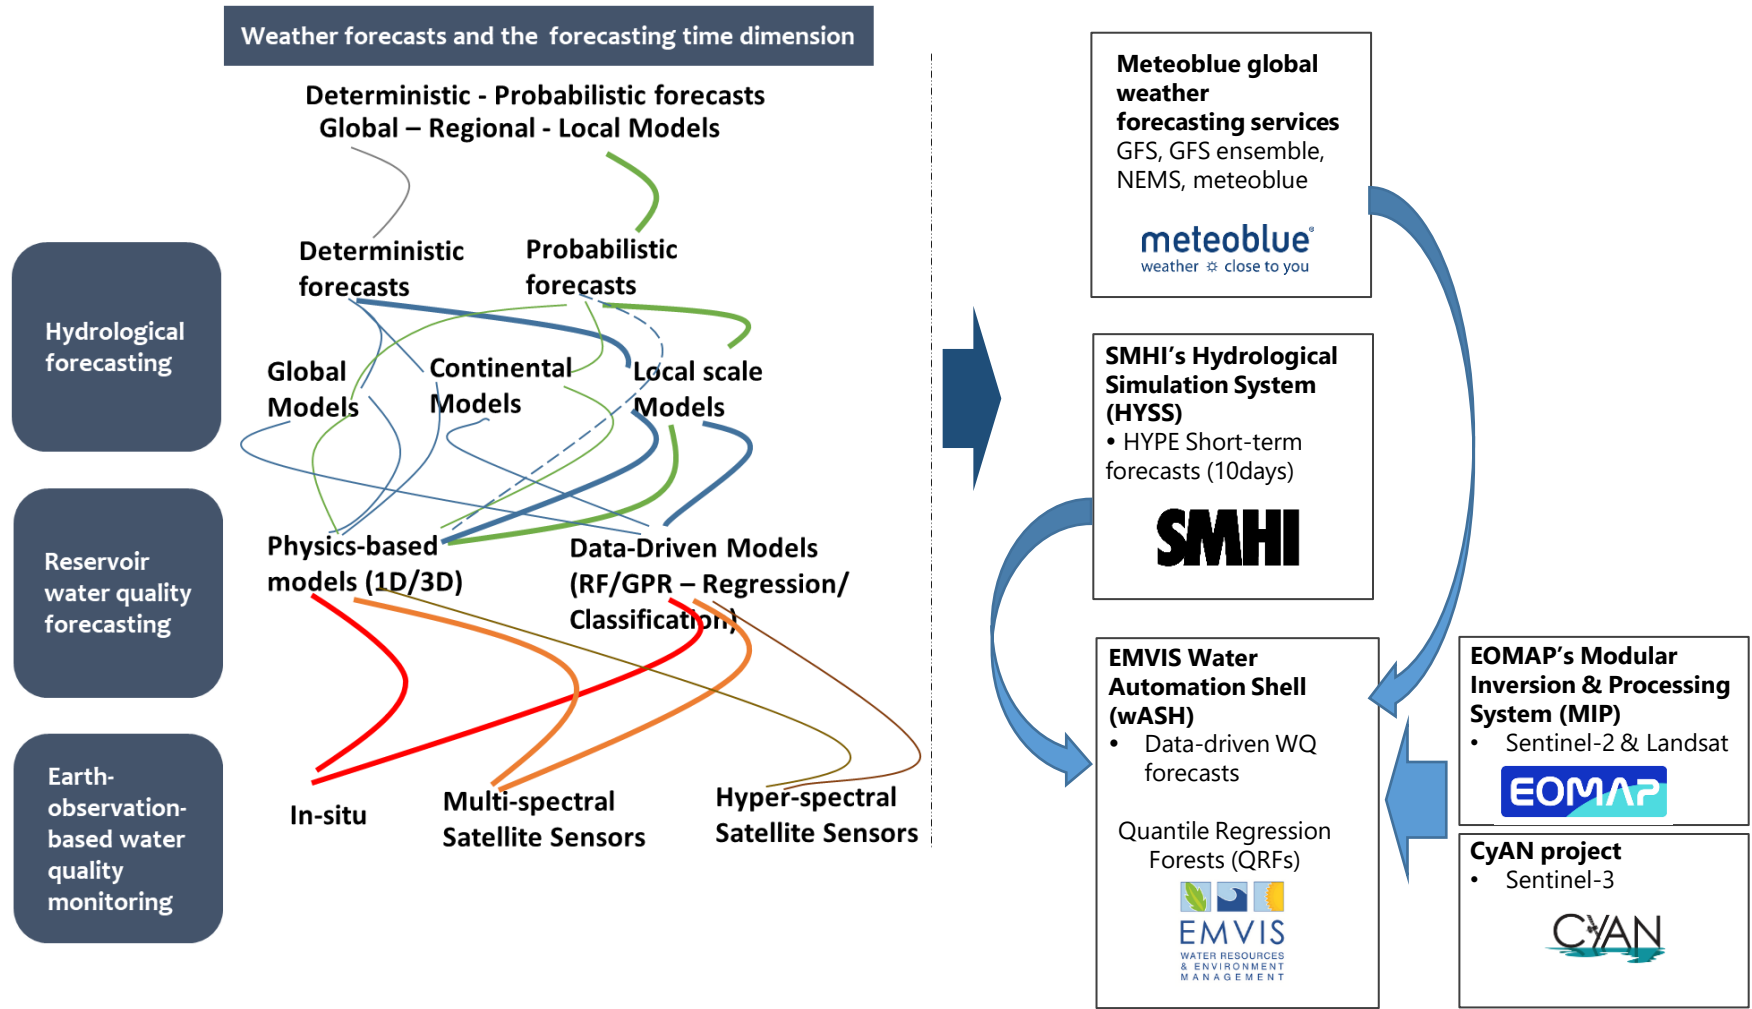 Weather forecasts and the forecasting time dimension
Deterministic - Probabilistic forecasts
Global – Regional - Local Models
Deterministic
forecasts
Probabilistic
forecasts
Hydrological
forecasting
Global
Models
Continental
Models
Local scale
Models
Reservoir
water quality
forecasting
Physics-based
models (1D/3D)
Data-Driven Models
(RF/GPR – Regression/
Classification)
Earth-
observation-
based water
quality
monitoring
In-situ
Multi-spectral
Satellite Sensors
Hyper-spectral
Satellite Sensors
Meteoblue global
weather
forecasting services
GFS, GFS ensemble,
NEMS, meteoblue
meteoblue®
weather ☼ close to you
SMHI’s Hydrological
Simulation System
(HYSS)
• HYPE Short-term
forecasts (10days)
SMHI
EMVIS Water
Automation Shell
(wASH)
• Data-driven WQ
forecasts
Quantile Regression
Forests (QRFs)
EMVIS
WATER RESOURCES
& ENVIRONMENT
MANAGEMENT
EOMAP’s Modular
Inversion & Processing
System (MIP)
• Sentinel-2 & Landsat
EOMAP
CyAN project
• Sentinel-3
CYAN